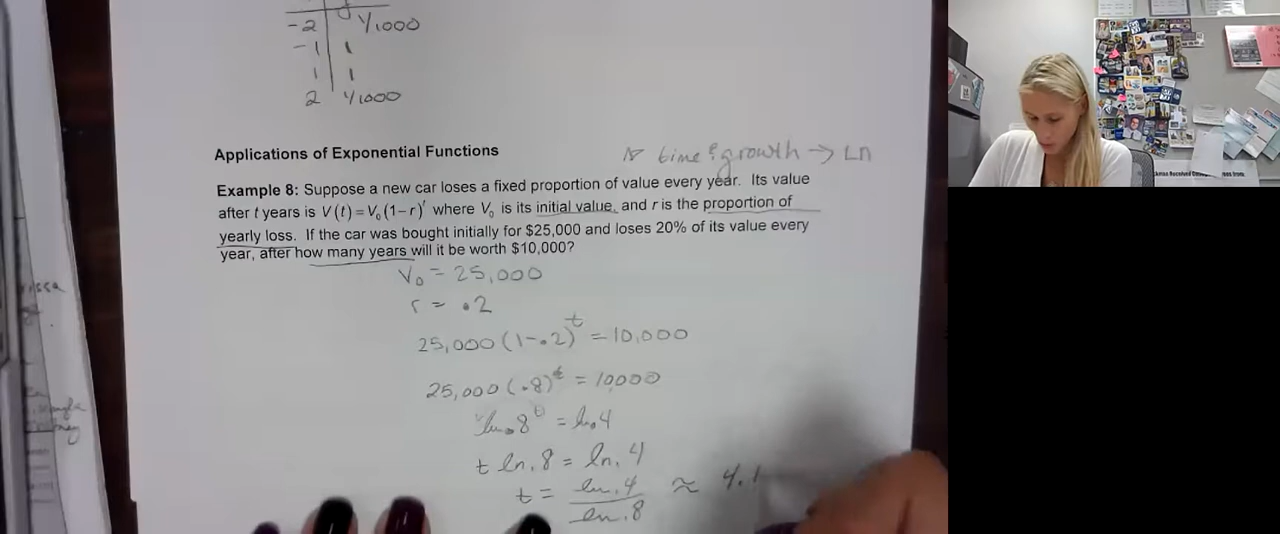 y
-2 | 1/1000
-1 | 1
1 | 1
2 | 1/1000
Applications of Exponential Functions
time & growth → Ln
Example 8: Suppose a new car loses a fixed proportion of value every year. Its value
after t years is V(t) = V₀(1−r)ᵗ where V₀ is its initial value, and r is the proportion of
yearly loss. If the car was bought initially for $25,000 and loses 20% of its value every
year, after how many years will it be worth $10,000?
V₀ = 25,000
r = .2
25,000 (1-.2)ᵗ = 10,000
25,000 (.8)ᵗ = 10,000
ln .8ᵗ = ln .4
t ln .8 = ln .4
t = ln .4 / ln .8 ≈ 4.1